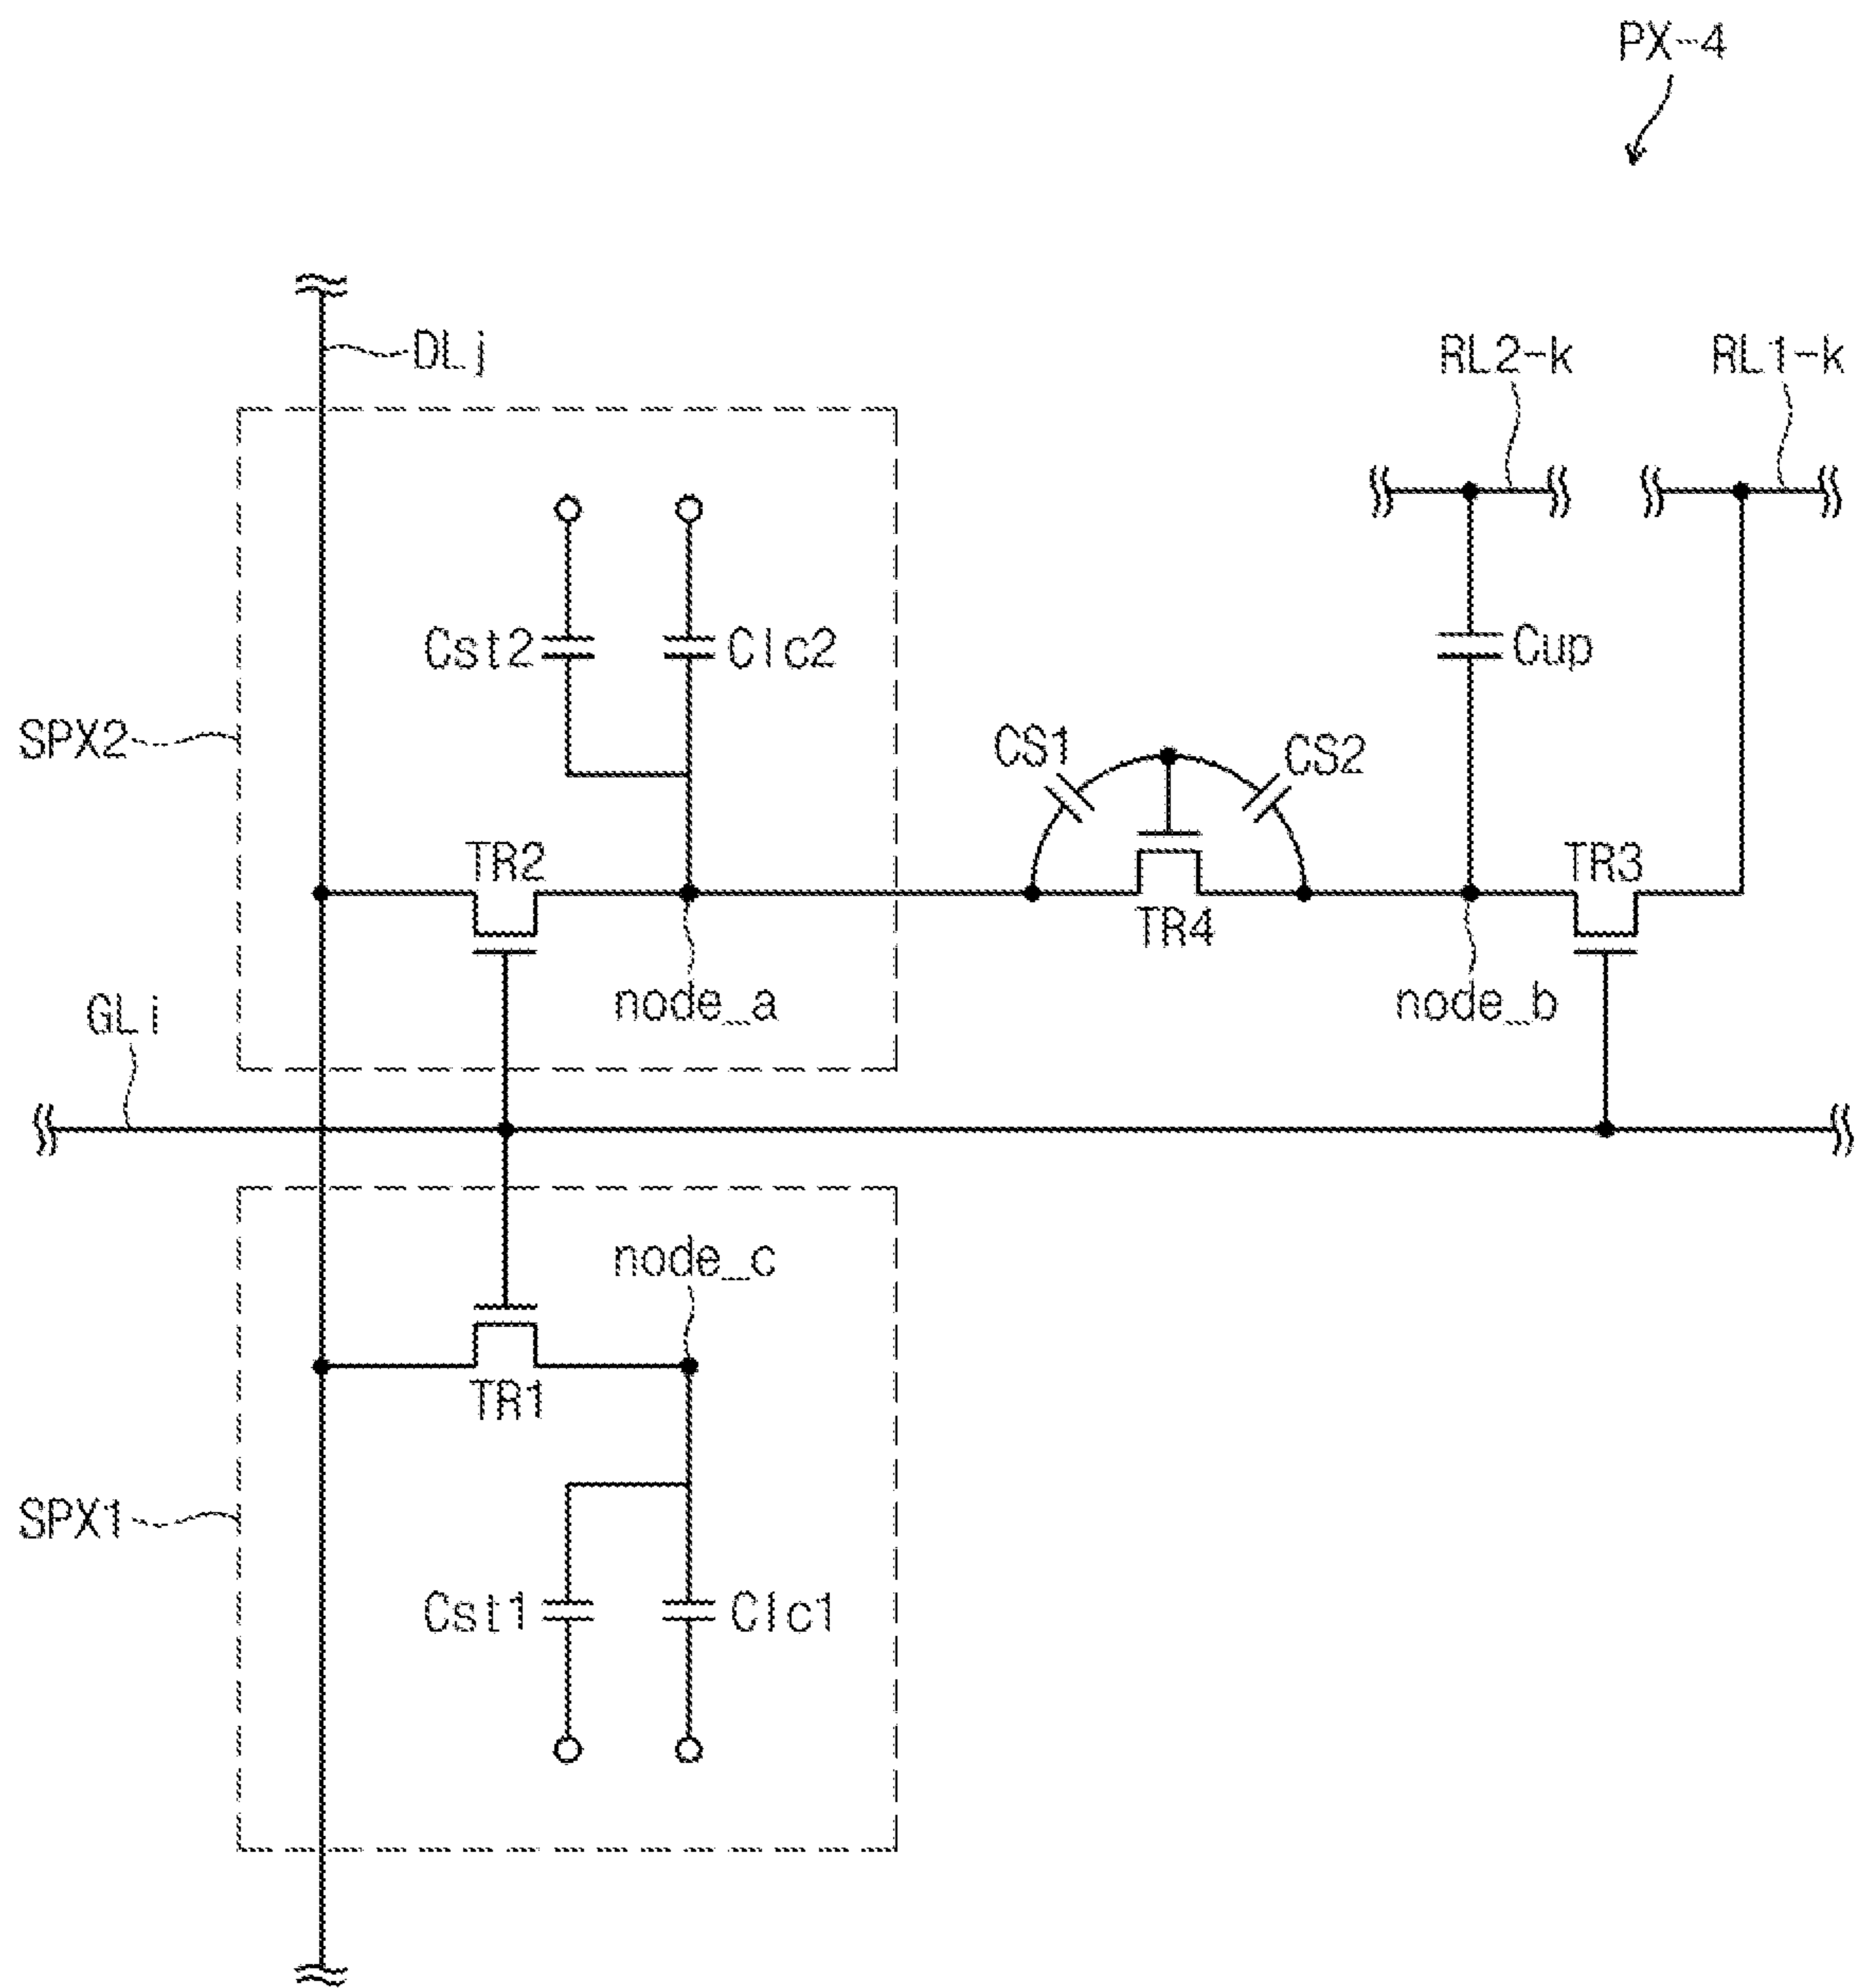 PX-4
DLj
RL2-k
RL1-k
Cst2
Clc2
Cup
SPX2
CS1
CS2
TR2
TR3
TR4
node_a
node_b
GLi
node_c
TR1
SPX1
Cst1
Clc1